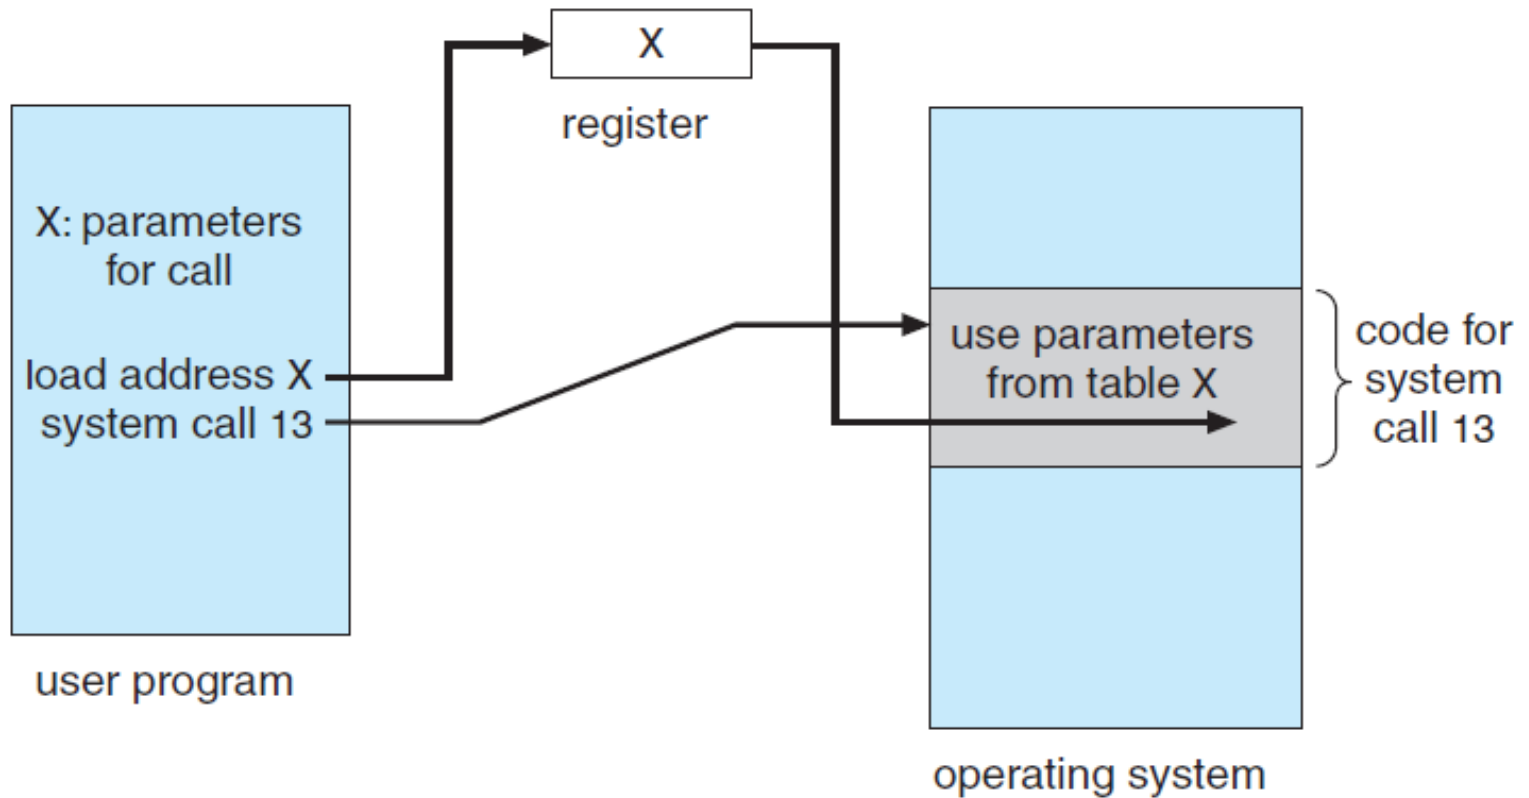 X
register
X: parameters
for call
load address X
system call 13
user program
use parameters
from table X
code for
system
call 13
operating system